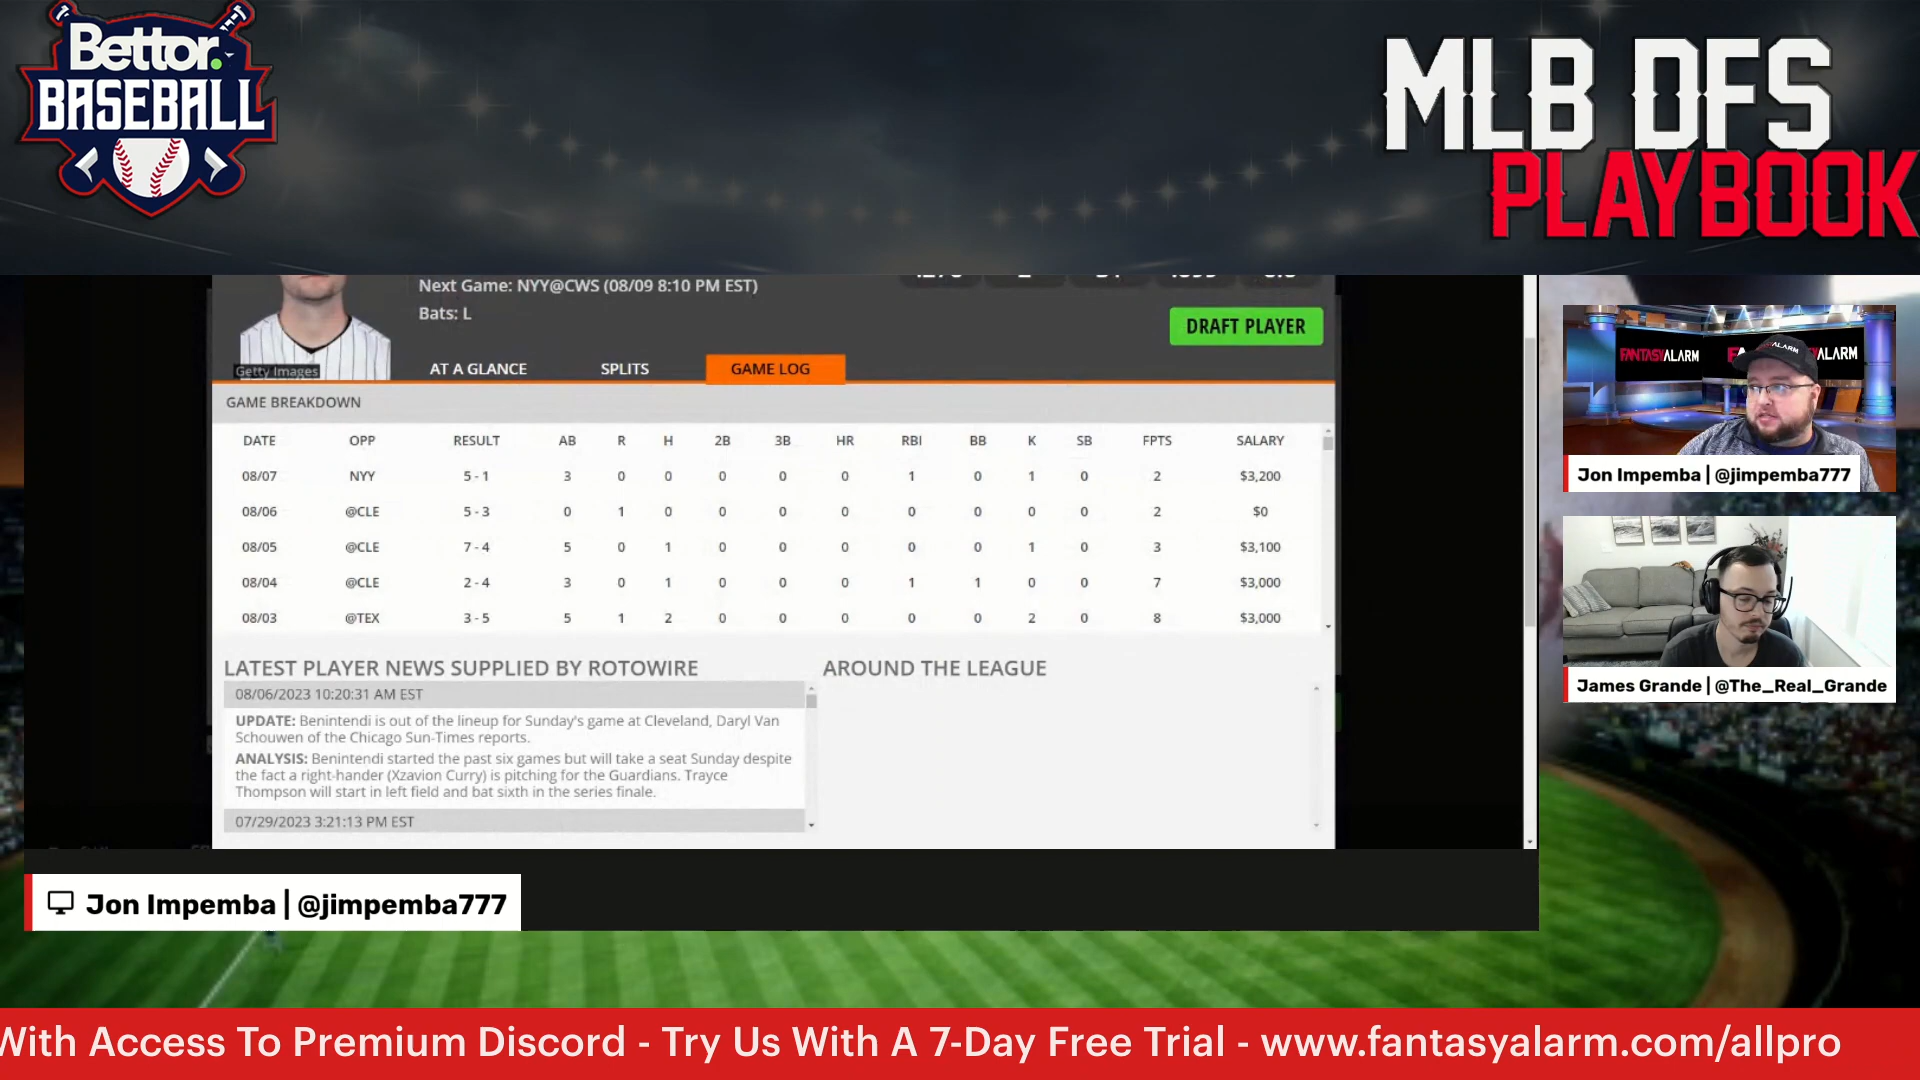 Bettor.
BASEBALL
MLB DFS
PLAYBOOK
Next Game: NYY@CWS (08/09 8:10 PM EST)
Bats: L
DRAFT PLAYER
Getty Images
AT A GLANCE SPLITS GAME LOG
GAME BREAKDOWN
DATE OPP RESULT AB R H 2B 3B HR RBI BB K SB FPTS SALARY
08/07 NYY 5 - 1 3 0 0 0 0 0 1 0 1 0 2 $3,200
08/06 @CLE 5 - 3 0 1 0 0 0 0 0 0 0 0 2 $0
08/05 @CLE 7 - 4 5 0 1 0 0 0 0 0 1 0 3 $3,100
08/04 @CLE 2 - 4 3 0 1 0 0 0 1 1 0 0 7 $3,000
08/03 @TEX 3 - 5 5 1 2 0 0 0 0 0 2 0 8 $3,000
LATEST PLAYER NEWS SUPPLIED BY ROTOWIRE
08/06/2023 10:20:31 AM EST
UPDATE: Benintendi is out of the lineup for Sunday's game at Cleveland, Daryl Van
Schouwen of the Chicago Sun-Times reports.
ANALYSIS: Benintendi started the past six games but will take a seat Sunday despite
the fact a right-hander (Xzavion Curry) is pitching for the Guardians. Trayce
Thompson will start in left field and bat sixth in the series finale.
07/29/2023 3:21:13 PM EST
AROUND THE LEAGUE
FANTASYALARM
ALARM
Jon Impemba | @jimpemba777
James Grande | @The_Real_Grande
Jon Impemba | @jimpemba777
With Access To Premium Discord - Try Us With A 7-Day Free Trial - www.fantasyalarm.com/allpro